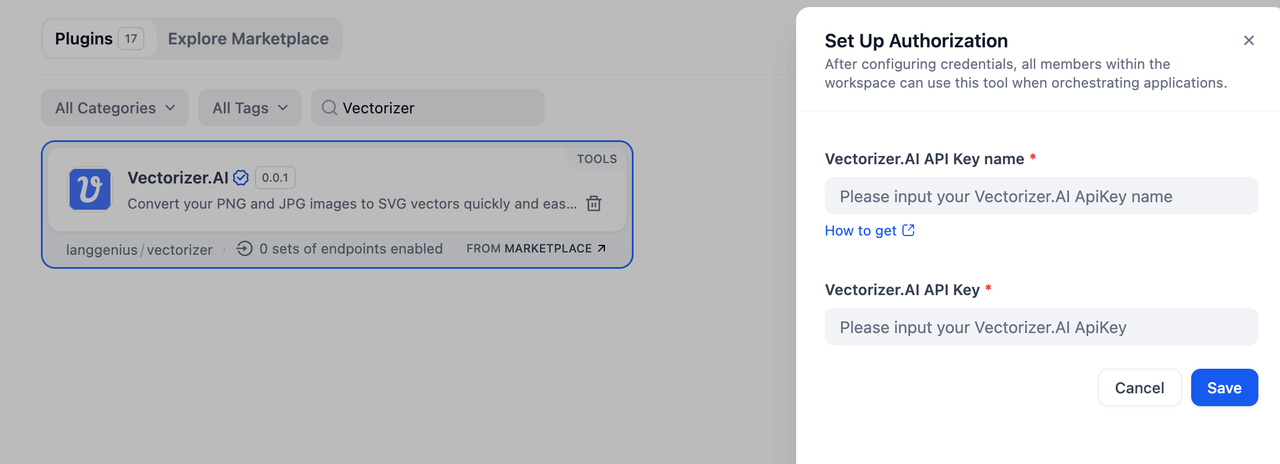 Plugins 17 Explore Marketplace
All Categories All Tags Vectorizer
TOOLS
Vectorizer.AI 0.0.1
Convert your PNG and JPG images to SVG vectors quickly and eas...
langgenius / vectorizer · 0 sets of endpoints enabled FROM MARKETPLACE
Set Up Authorization
After configuring credentials, all members within the
workspace can use this tool when orchestrating applications.
Vectorizer.AI API Key name *
Please input your Vectorizer.AI ApiKey name
How to get
Vectorizer.AI API Key *
Please input your Vectorizer.AI ApiKey
Cancel Save